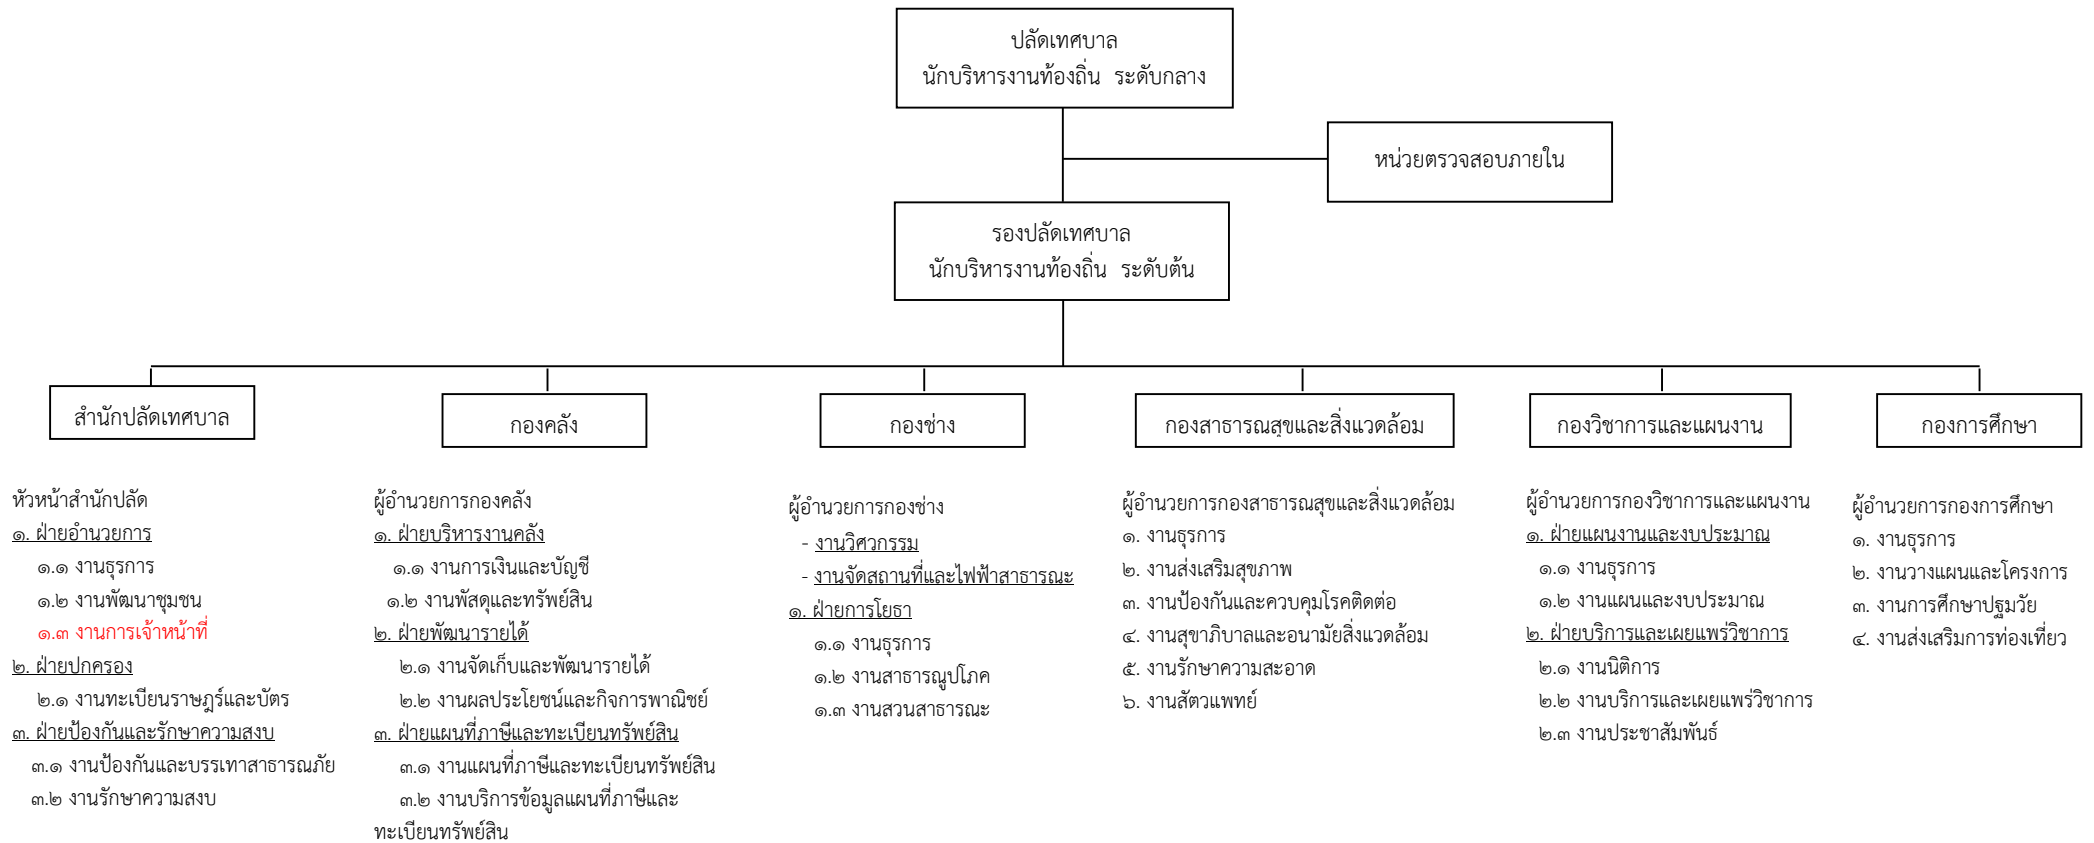 ปลัดเทศบาล
นักบริหารงานท้องถิ่น ระดับกลาง
หน่วยตรวจสอบภายใน
รองปลัดเทศบาล
นักบริหารงานท้องถิ่น ระดับต้น
สำนักปลัดเทศบาล
กองคลัง
กองช่าง
กองสาธารณสุขและสิ่งแวดล้อม
กองวิชาการและแผนงาน
กองการศึกษา
หัวหน้าสำนักปลัด
๑. ฝ่ายอำนวยการ
๑.๑ งานธุรการ
๑.๒ งานพัฒนาชุมชน
๑.๓ งานการเจ้าหน้าที่
๒. ฝ่ายปกครอง
๒.๑ งานทะเบียนราษฎร์และบัตร
๓. ฝ่ายป้องกันและรักษาความสงบ
๓.๑ งานป้องกันและบรรเทาสาธารณภัย
๓.๒ งานรักษาความสงบ
ผู้อำนวยการกองคลัง
๑. ฝ่ายบริหารงานคลัง
๑.๑ งานการเงินและบัญชี
๑.๒ งานพัสดุและทรัพย์สิน
๒. ฝ่ายพัฒนารายได้
๒.๑ งานจัดเก็บและพัฒนารายได้
๒.๒ งานผลประโยชน์และกิจการพาณิชย์
๓. ฝ่ายแผนที่ภาษีและทะเบียนทรัพย์สิน
๓.๑ งานแผนที่ภาษีและทะเบียนทรัพย์สิน
๓.๒ งานบริการข้อมูลแผนที่ภาษีและ
ทะเบียนทรัพย์สิน
ผู้อำนวยการกองช่าง
- งานวิศวกรรม
- งานจัดสถานที่และไฟฟ้าสาธารณะ
๑. ฝ่ายการโยธา
๑.๑ งานธุรการ
๑.๒ งานสาธารณูปโภค
๑.๓ งานสวนสาธารณะ
ผู้อำนวยการกองสาธารณสุขและสิ่งแวดล้อม
๑. งานธุรการ
๒. งานส่งเสริมสุขภาพ
๓. งานป้องกันและควบคุมโรคติดต่อ
๔. งานสุขาภิบาลและอนามัยสิ่งแวดล้อม
๕. งานรักษาความสะอาด
๖. งานสัตวแพทย์
ผู้อำนวยการกองวิชาการและแผนงาน
๑. ฝ่ายแผนงานและงบประมาณ
๑.๑ งานธุรการ
๑.๒ งานแผนและงบประมาณ
๒. ฝ่ายบริการและเผยแพร่วิชาการ
๒.๑ งานนิติการ
๒.๒ งานบริการและเผยแพร่วิชาการ
๒.๓ งานประชาสัมพันธ์
ผู้อำนวยการกองการศึกษา
๑. งานธุรการ
๒. งานวางแผนและโครงการ
๓. งานการศึกษาปฐมวัย
๔. งานส่งเสริมการท่องเที่ยว